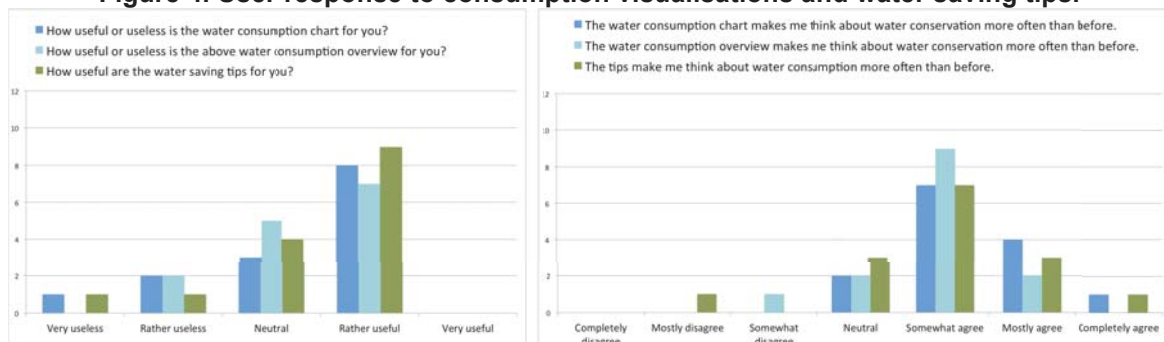 Figure 4. User response to consumption visualisations and water saving tips.
How useful or useless is the water consumption chart for you?
How useful or useless is the above water consumption overview for you?
How useful are the water saving tips for you?
12
10
8
6
4
2
0
Very useless
Rather useless
Neutral
Rather useful
Very useful
The water consumption chart makes me think about water conservation more often than before.
The water consumption overview makes me think about water conservation more often than before.
The tips make me think about water consumption more often than before.
12
10
8
6
4
2
0
Completely
disagree
Mostly disagree
Somewhat
disagree
Neutral
Somewhat agree
Mostly agree
Completely agree